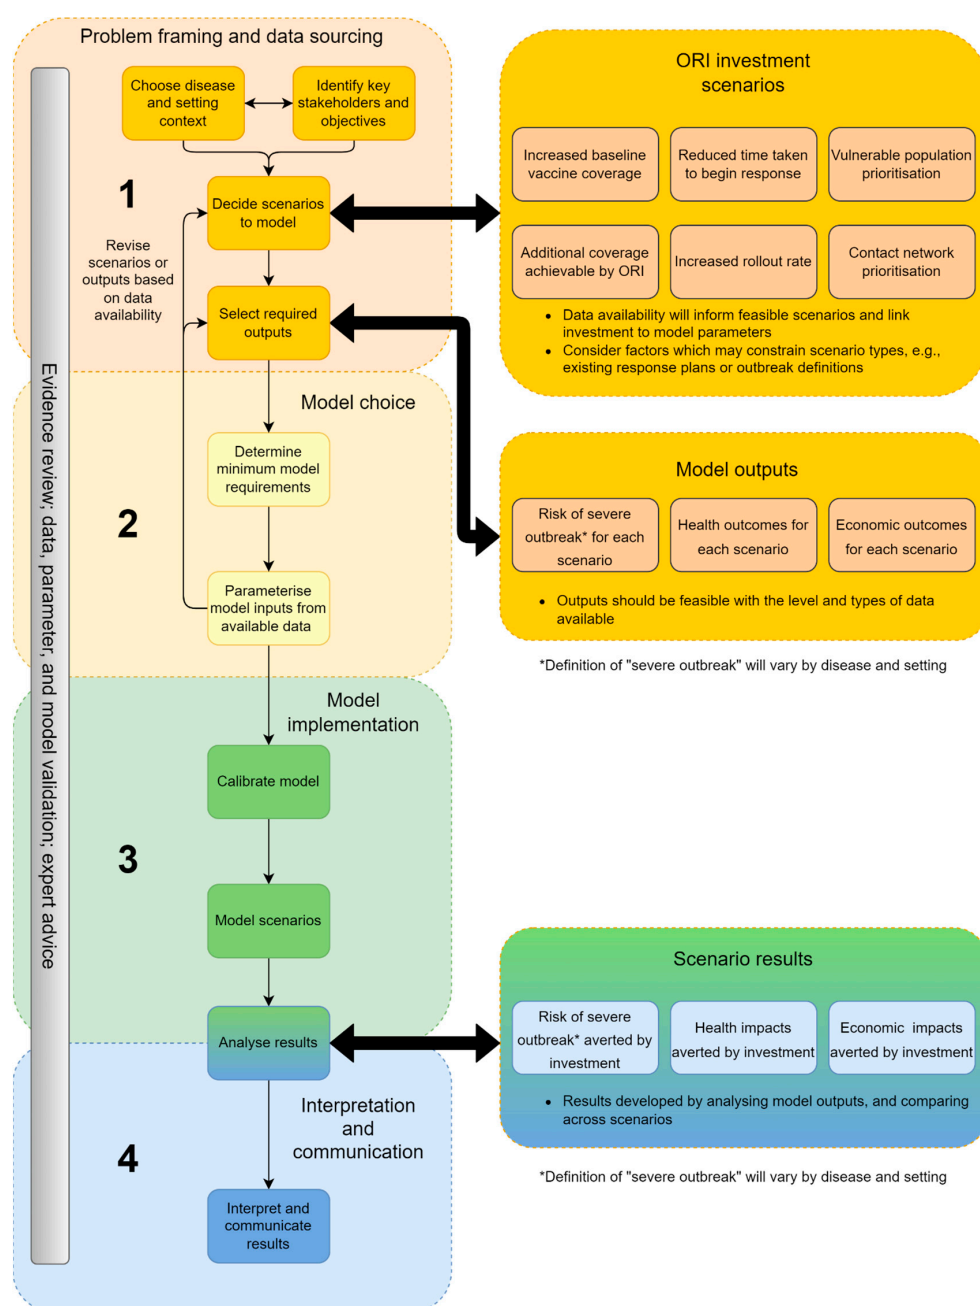 Problem framing and data sourcing
Choose disease
and setting
context
Identify key
stakeholders and
objectives
1
Decide scenarios
to model
Revise
scenarios or
outputs based
on data
availability
Select required
outputs
Evidence review; data, parameter, and model validation; expert advice
Model choice
2
Determine
minimum model
requirements
Parameterise
model inputs from
available data
Model
implementation
3
Calibrate model
Model scenarios
Analyse results
Interpretation
and
communication
4
Interpret and
communicate
results
ORI investment
scenarios
Increased baseline
vaccine coverage
Reduced time taken
to begin response
Vulnerable population
prioritisation
Additional coverage
achievable by ORI
Increased rollout rate
Contact network
prioritisation
• Data availability will inform feasible scenarios and link
investment to model parameters
• Consider factors which may constrain scenario types, e.g.,
existing response plans or outbreak definitions
Model outputs
Risk of severe
outbreak* for each
scenario
Health outcomes for
each scenario
Economic outcomes
for each scenario
• Outputs should be feasible with the level and types of data
available
*Definition of "severe outbreak" will vary by disease and setting
Scenario results
Risk of severe
outbreak* averted by
investment
Health impacts
averted by investment
Economic impacts
averted by investment
• Results developed by analysing model outputs, and comparing
across scenarios
*Definition of "severe outbreak" will vary by disease and setting